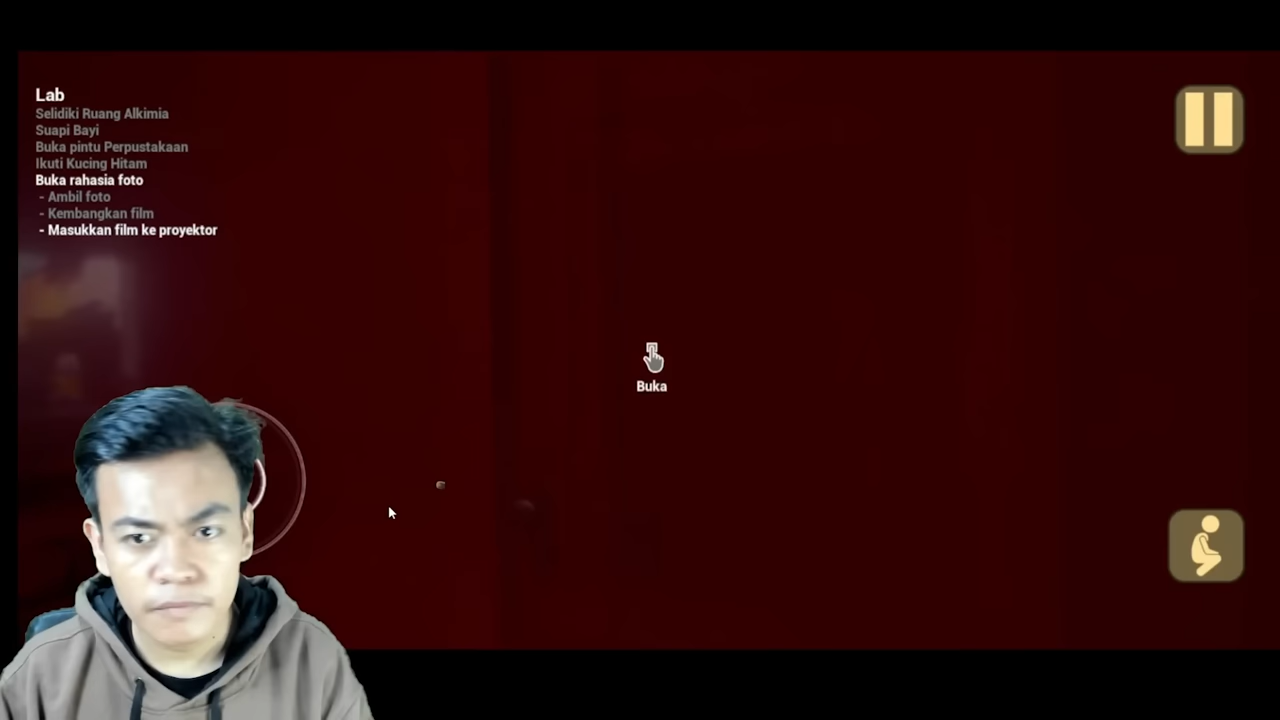 Lab
Selidiki Ruang Alkimia
Suapi Bayi
Buka pintu Perpustakaan
Ikuti Kucing Hitam
Buka rahasia foto
- Ambil foto
- Kembangkan film
- Masukkan film ke proyektor
Buka